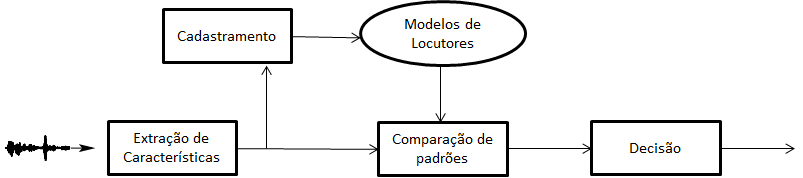 Cadastramento
Modelos de
Locutores
Extração de
Características
Comparação de
padrões
Decisão